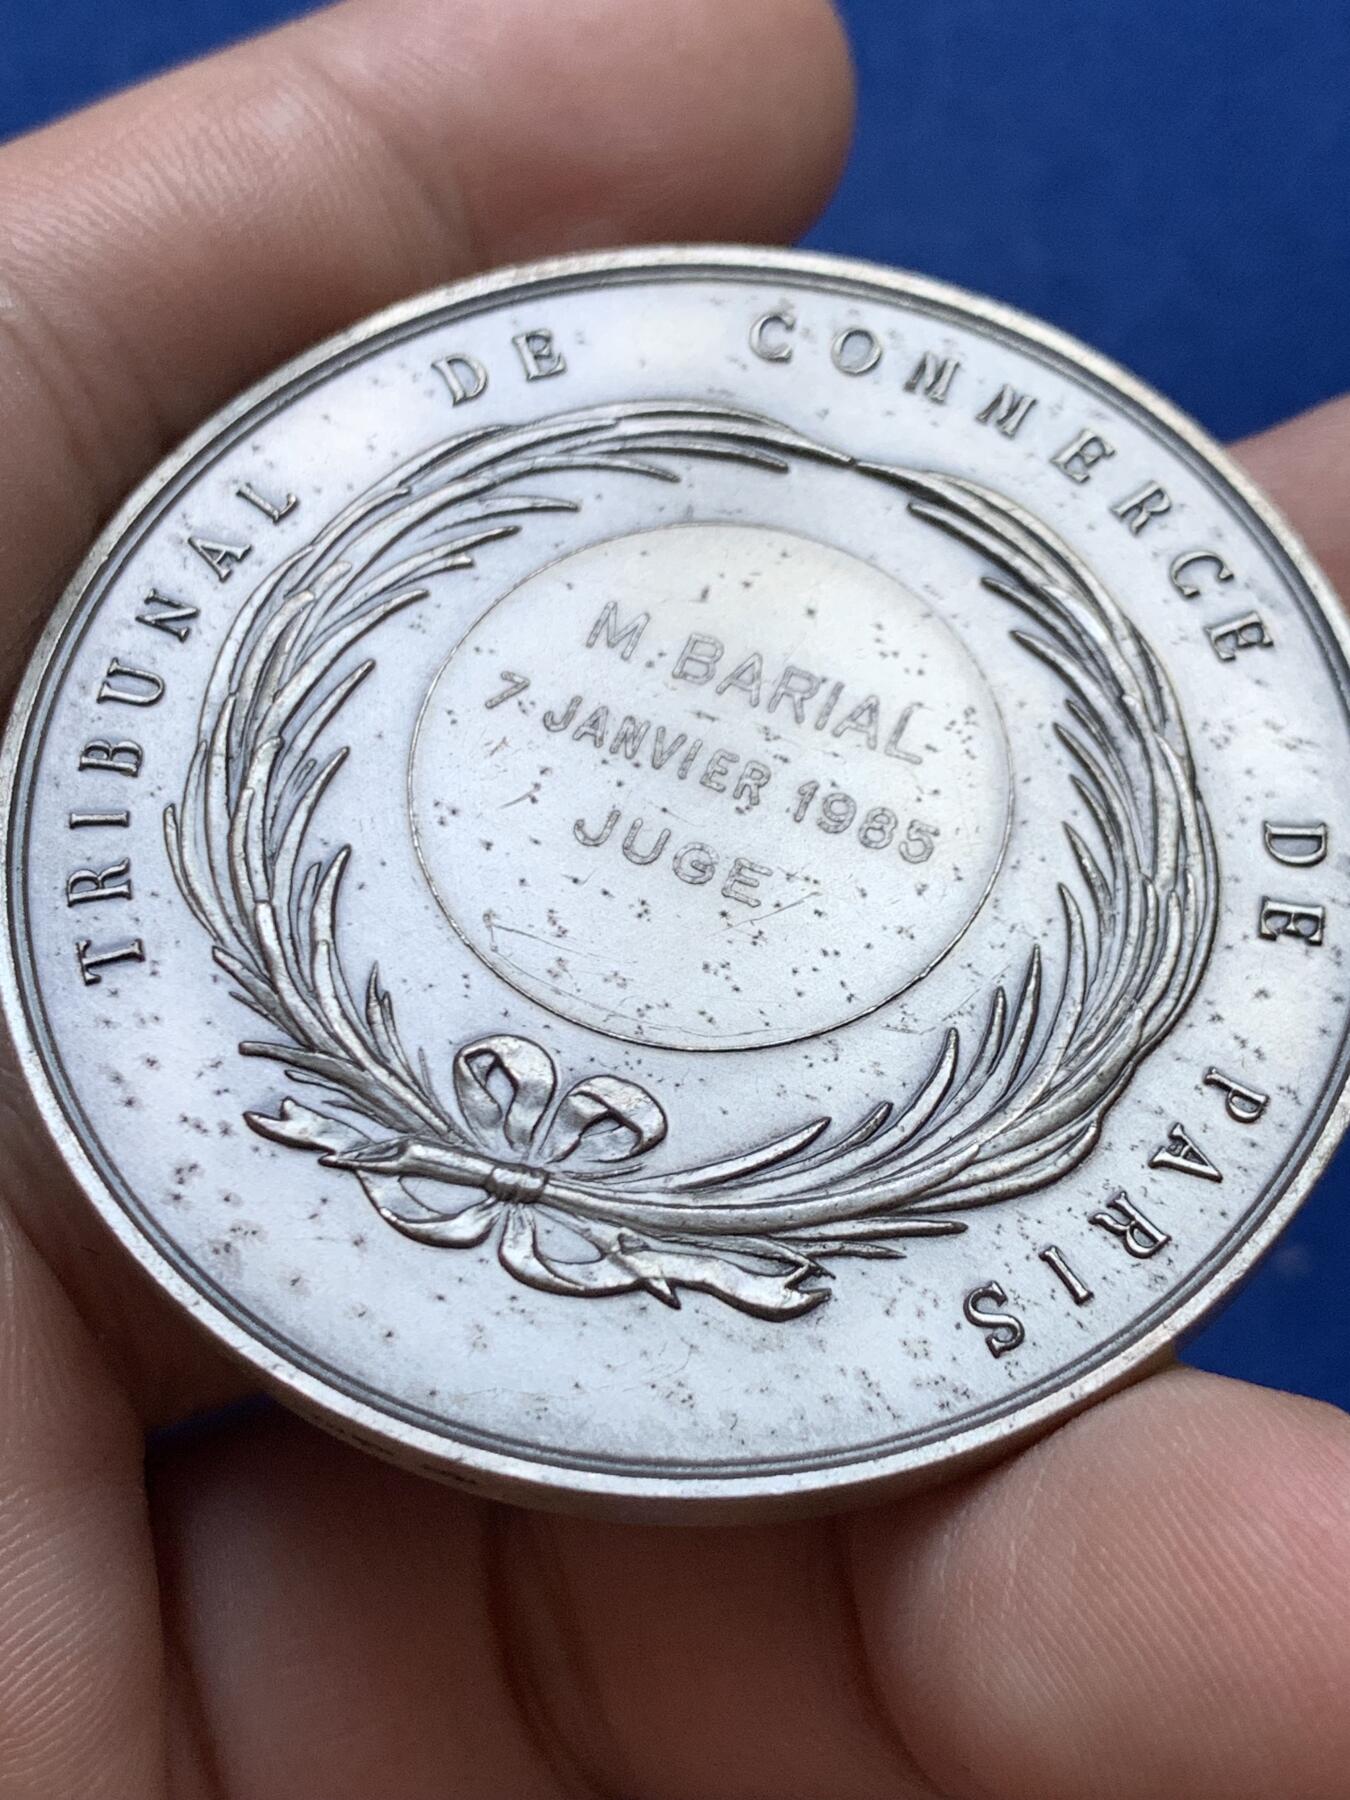 TRIBUNAL DE COMMERCE DE PARIS
M. BARIAL
7 JANVIER 1985
JUGE